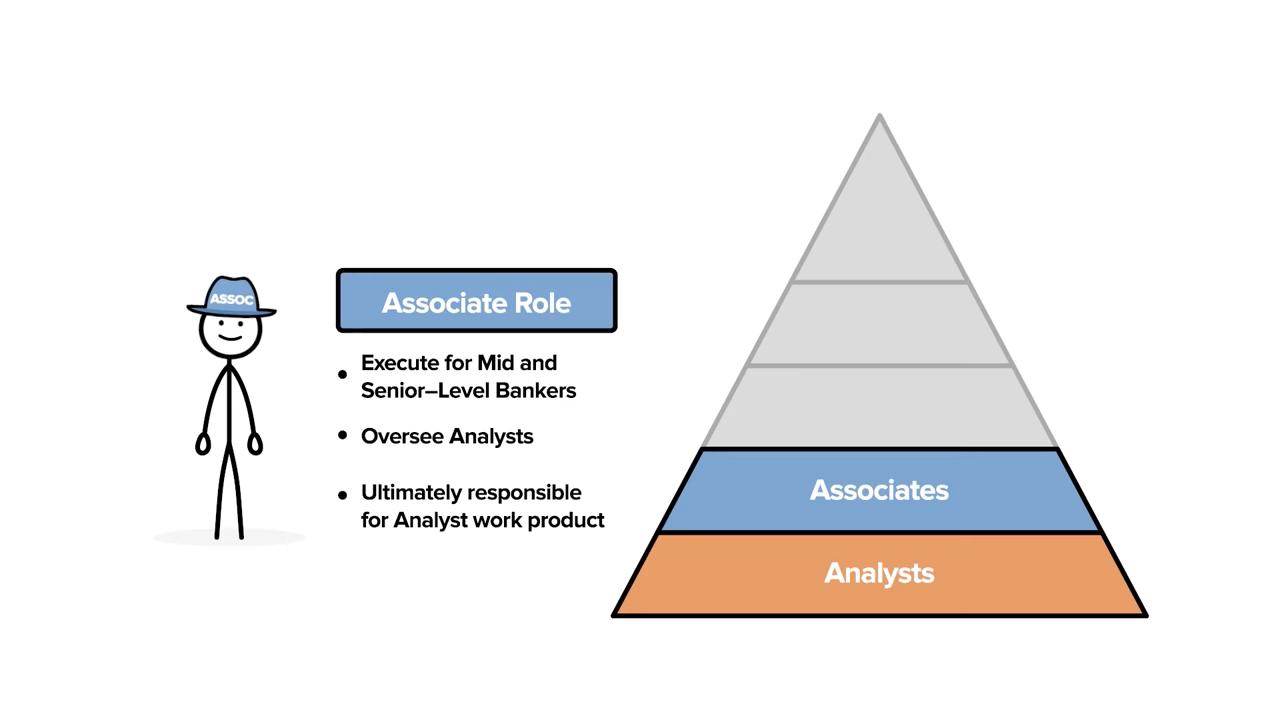 ASSOC
Associate Role
• Execute for Mid and
Senior–Level Bankers
• Oversee Analysts
• Ultimately responsible
for Analyst work product
Associates
Analysts